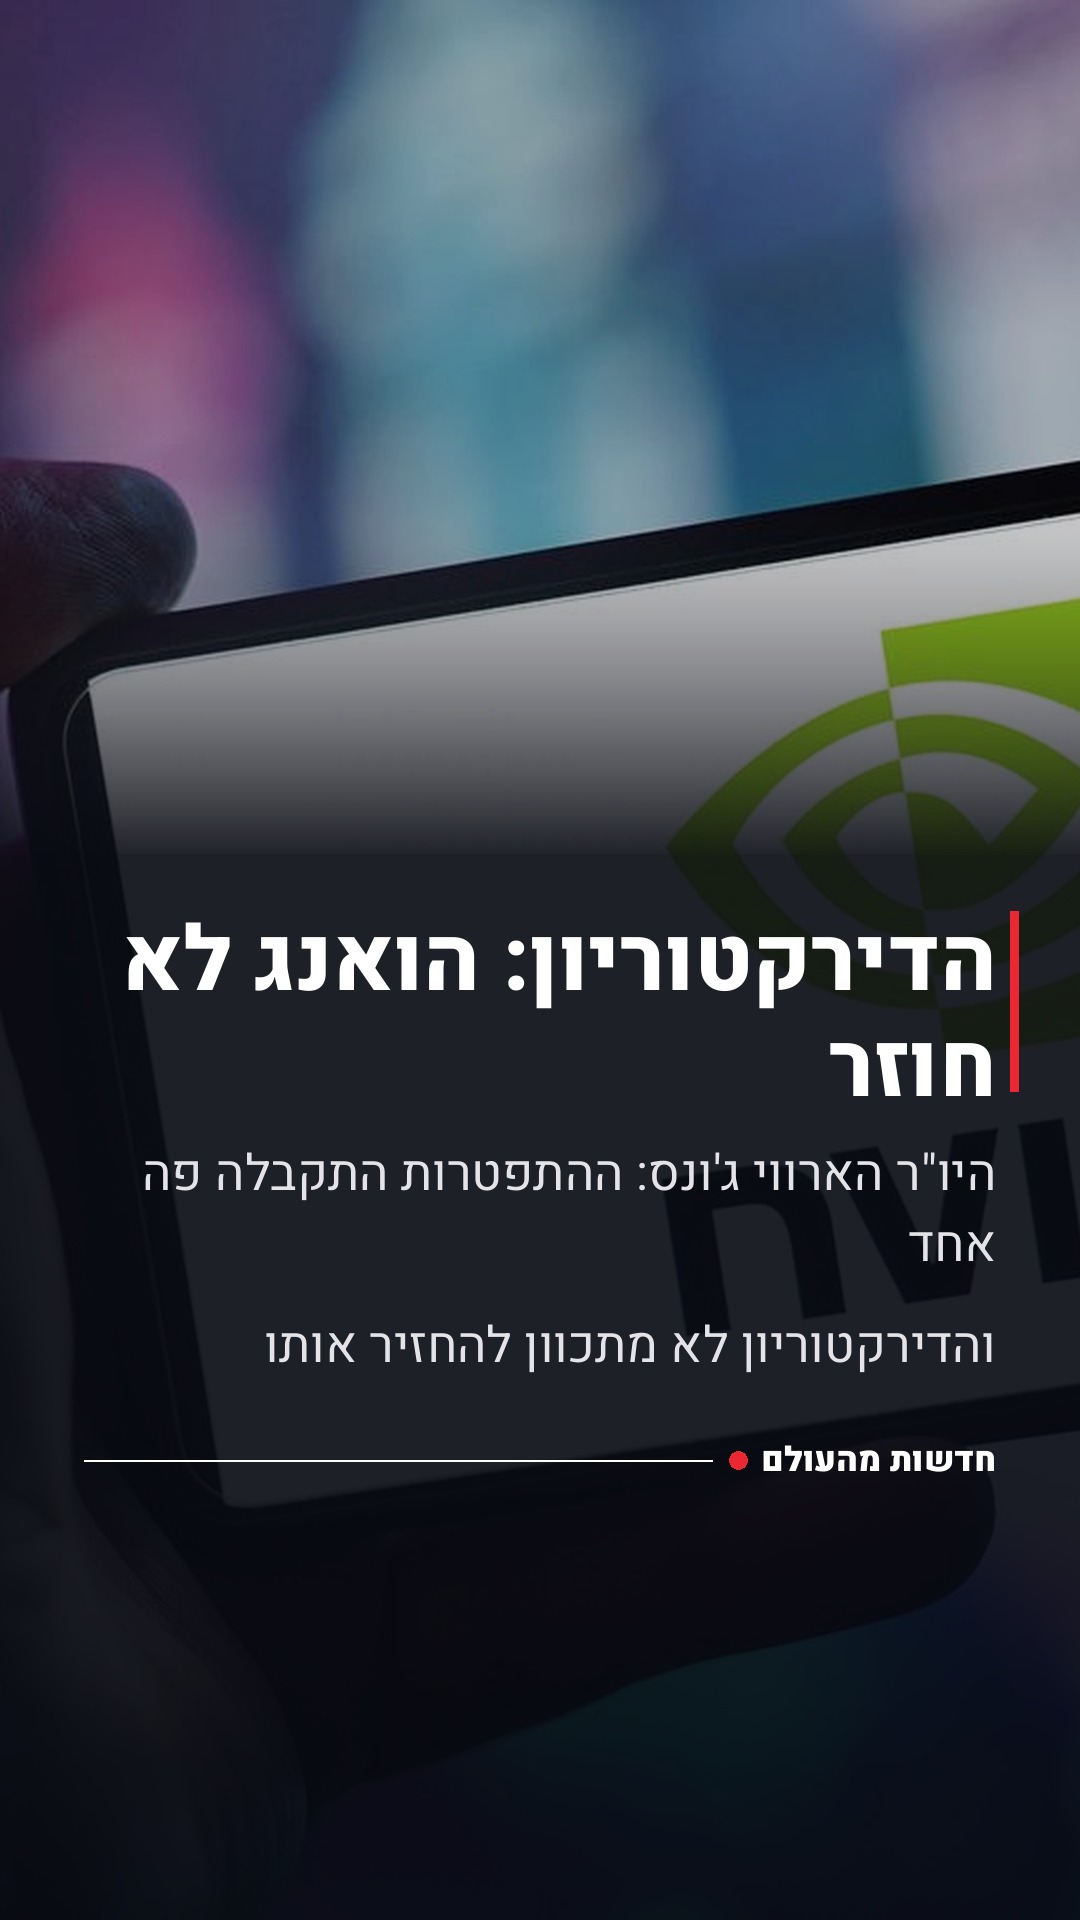 הדירקטוריון: הואנג לא
חוזר
היו"ר הארווי ג'ונס: ההתפטרות התקבלה פה
אחד
והדירקטוריון לא מתכוון להחזיר אותו
חדשות מהעולם